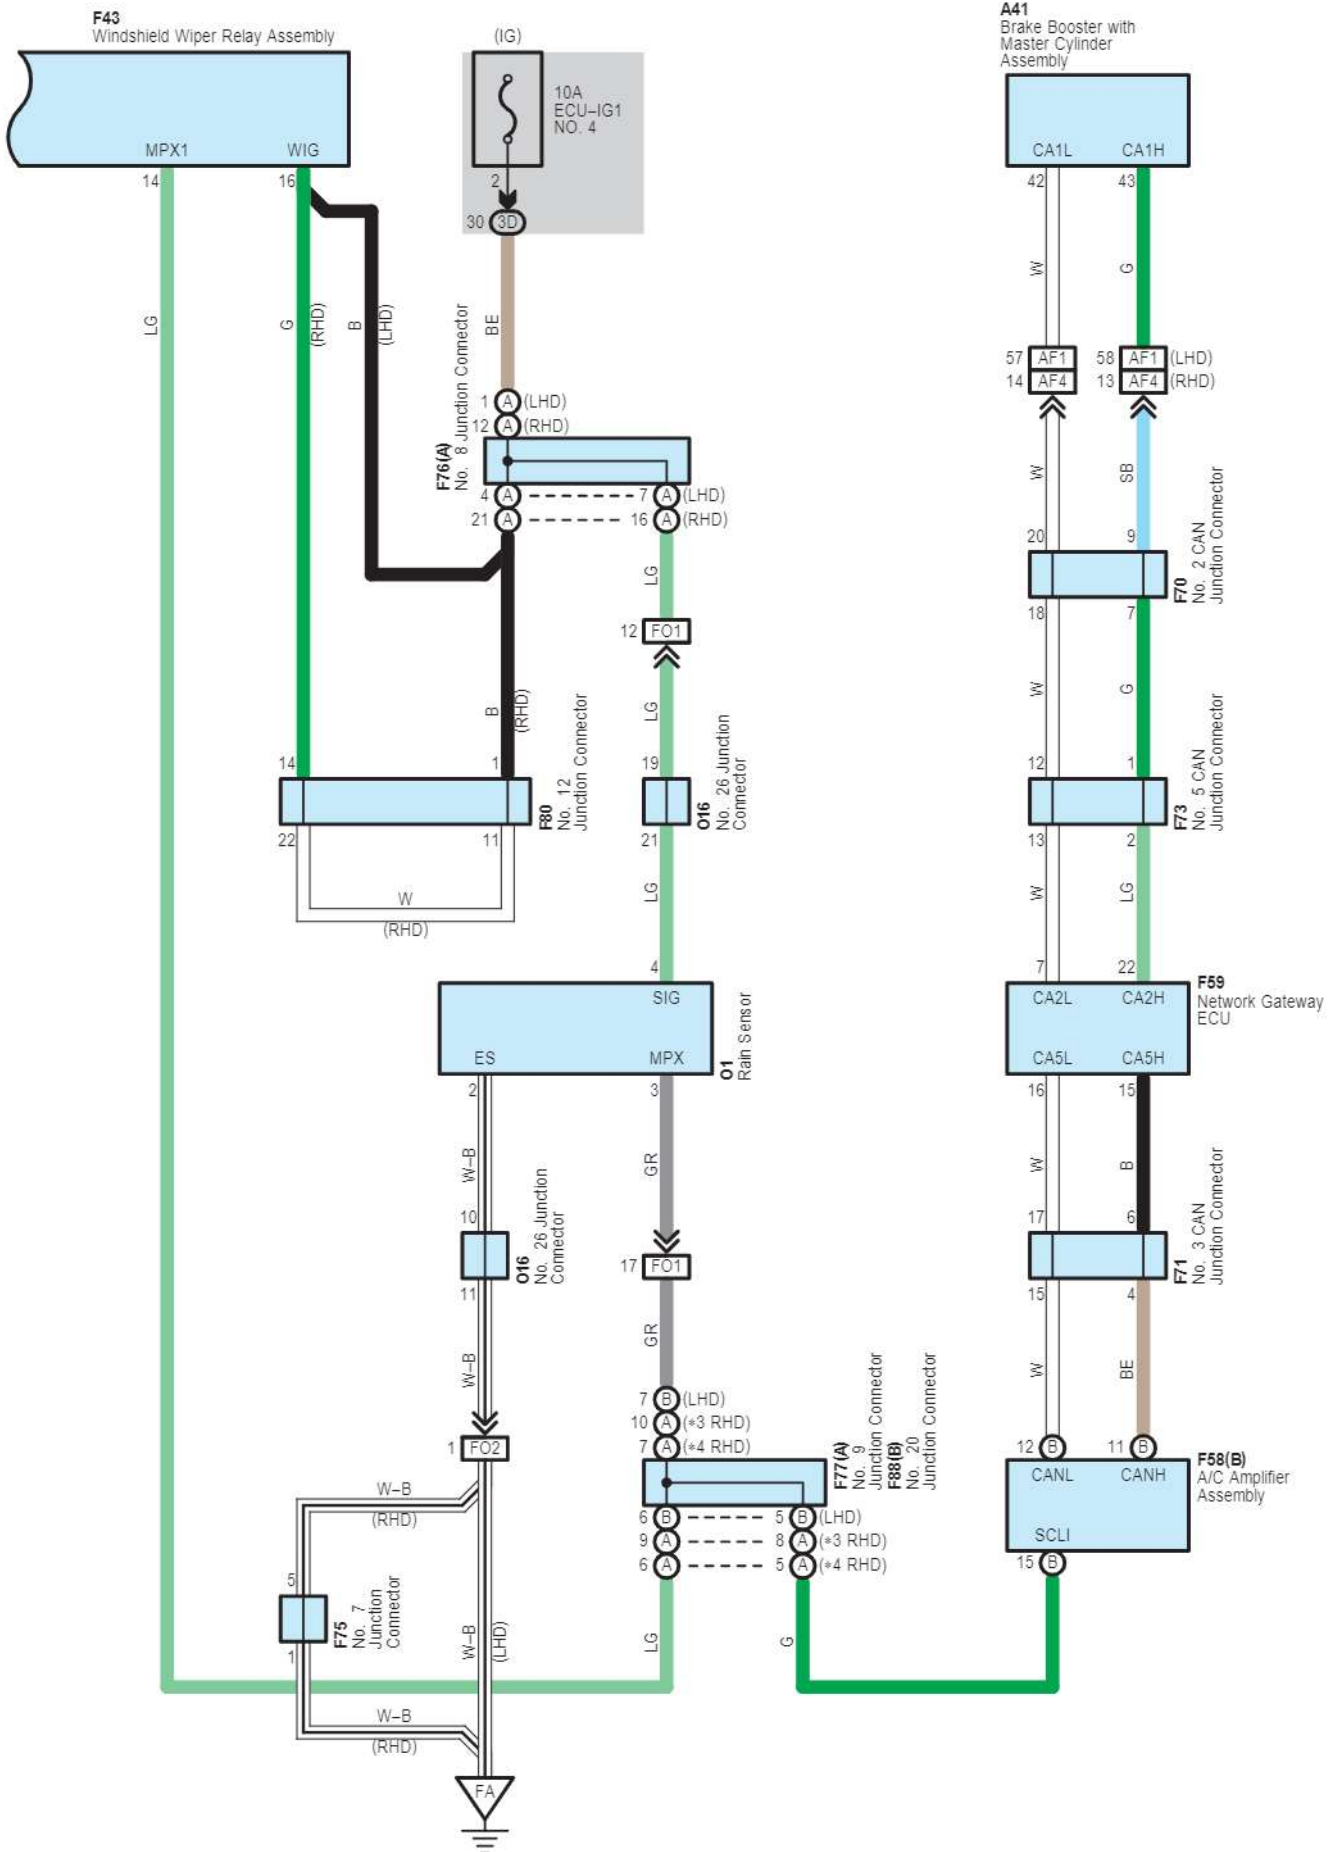 F43
Windshield Wiper Relay Assembly
MPX1
WIG
14
16
(IG)
10A
ECU–IG1
NO. 4
2
30
3D
A41
Brake Booster with
Master Cylinder
Assembly
CA1L
CA1H
42
43
LG
G
(RHD)
B
(LHD)
BE
W
G
57
AF1
58
AF1
(LHD)
14
AF4
13
AF4
(RHD)
1
A
(LHD)
12
A
(RHD)
F76(A)
No. 8 Junction Connector
4
A
7
A
(LHD)
21
A
16
A
(RHD)
W
SB
20
9
F70
No. 2 CAN
Junction Connector
18
7
LG
12
FO1
LG
B
(RHD)
W
G
14
1
19
12
1
F80
No. 12
Junction Connector
O16
No. 26 Junction
Connector
F73
No. 5 CAN
Junction Connector
22
11
21
13
2
W
(RHD)
LG
W
LG
4
7
22
SIG
ES
MPX
O1
Rain Sensor
CA2L
CA2H
CA5L
CA5H
F59
Network Gateway
ECU
2
3
16
15
W–B
GR
W
B
10
O16
No. 26 Junction
Connector
11
17
FO1
17
6
F71
No. 3 CAN
Junction Connector
15
4
W–B
GR
W
BE
1
FO2
7
B
(LHD)
10
A
(*3 RHD)
7
A
(*4 RHD)
F77(A)
No. 9
Junction Connector
F88(B)
No. 20
Junction Connector
12
B
11
B
CANL
CANH
SCLI
F58(B)
A/C Amplifier
Assembly
15
B
6
B
5
B
(LHD)
9
A
8
A
(*3 RHD)
6
A
5
A
(*4 RHD)
W–B
(RHD)
5
F75
No. 7
Junction
Connector
1
W–B
(LHD)
LG
G
W–B
(RHD)
FA